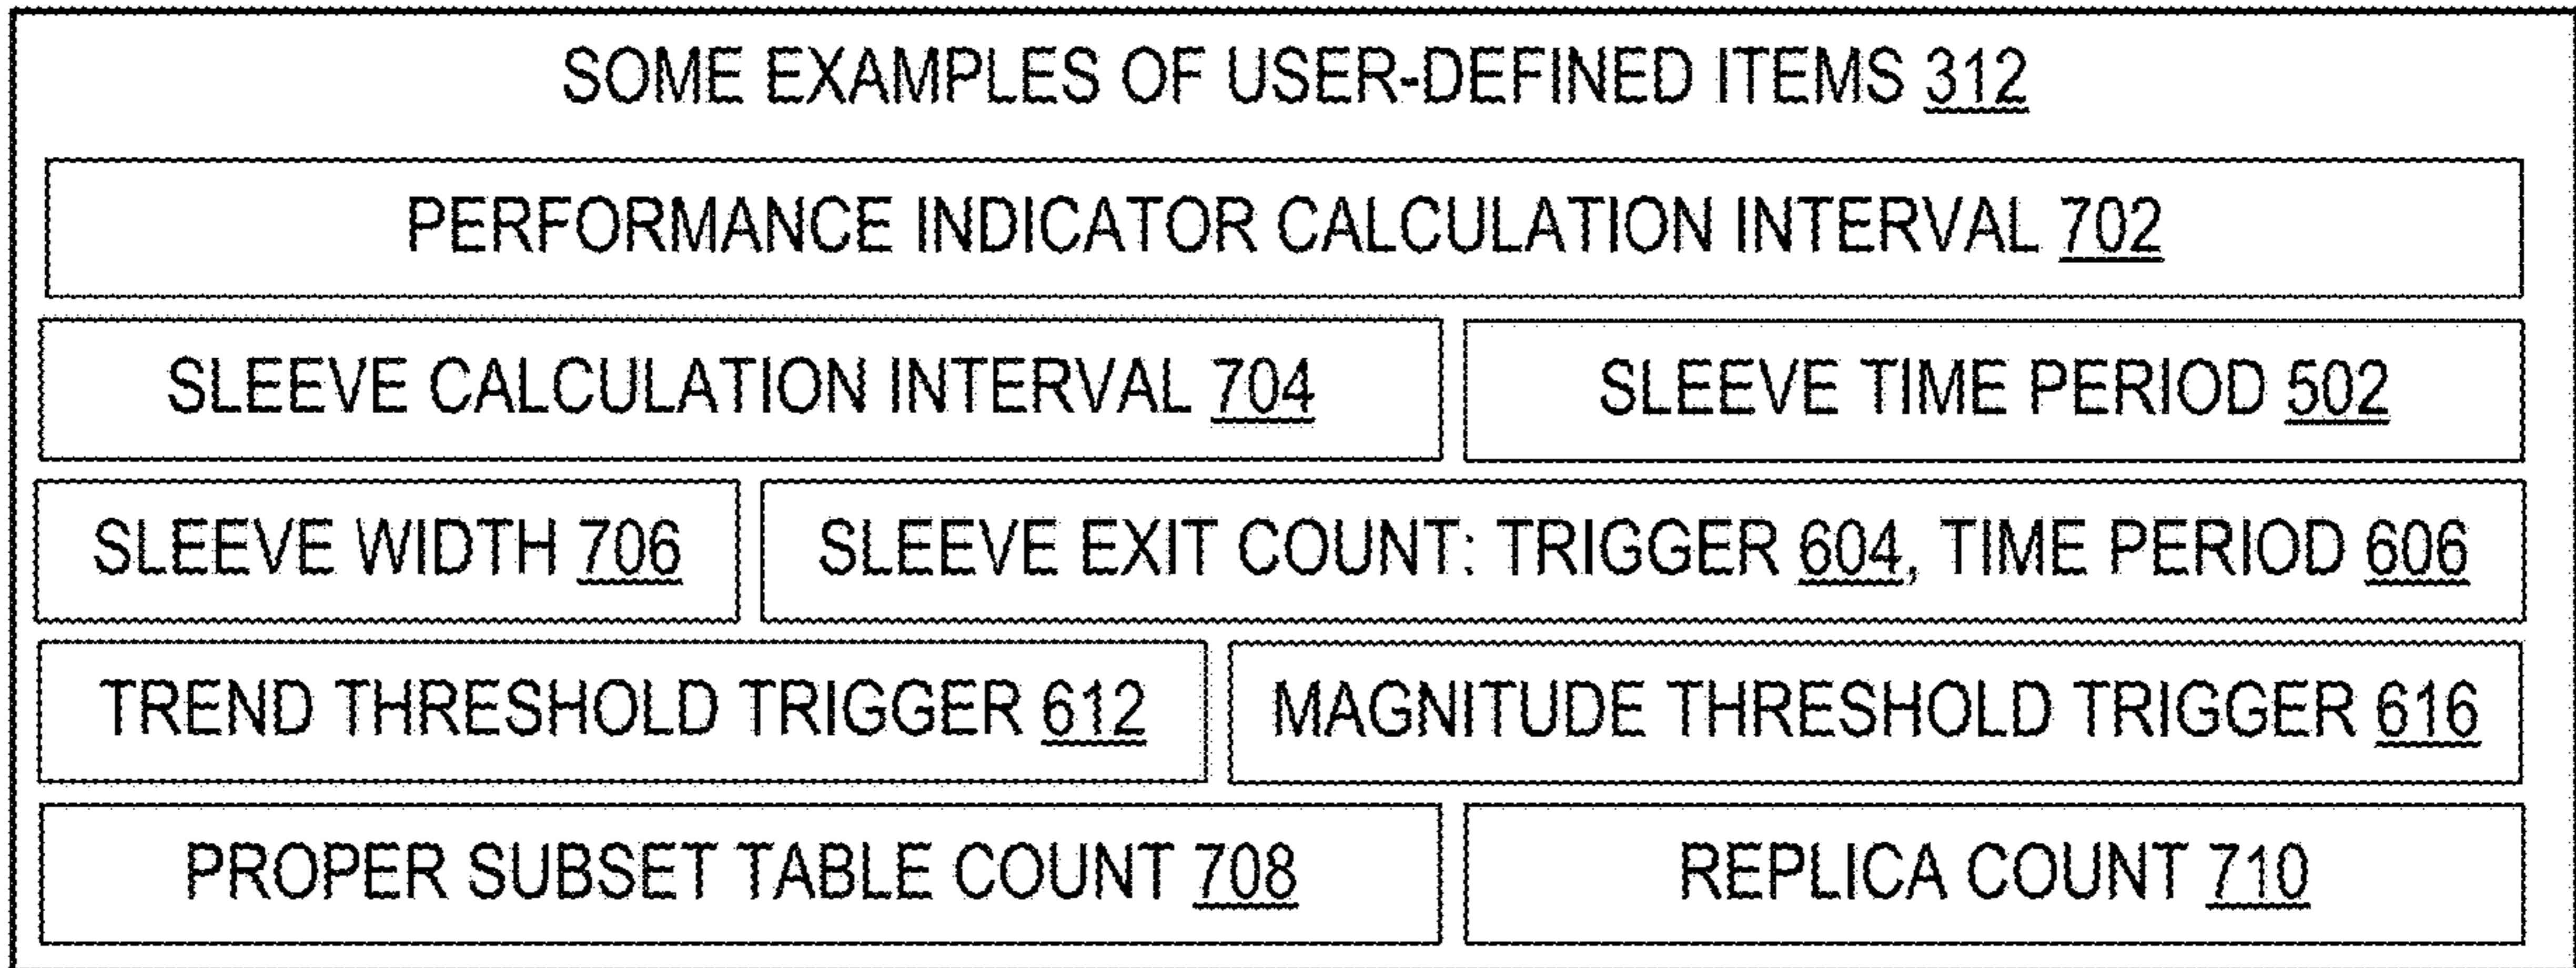 SOME EXAMPLES OF USER-DEFINED ITEMS 312
PERFORMANCE INDICATOR CALCULATION INTERVAL 702
SLEEVE CALCULATION INTERVAL 704
SLEEVE TIME PERIOD 502
SLEEVE WIDTH 706
SLEEVE EXIT COUNT: TRIGGER 604, TIME PERIOD 606
TREND THRESHOLD TRIGGER 612
MAGNITUDE THRESHOLD TRIGGER 616
PROPER SUBSET TABLE COUNT 708
REPLICA COUNT 710